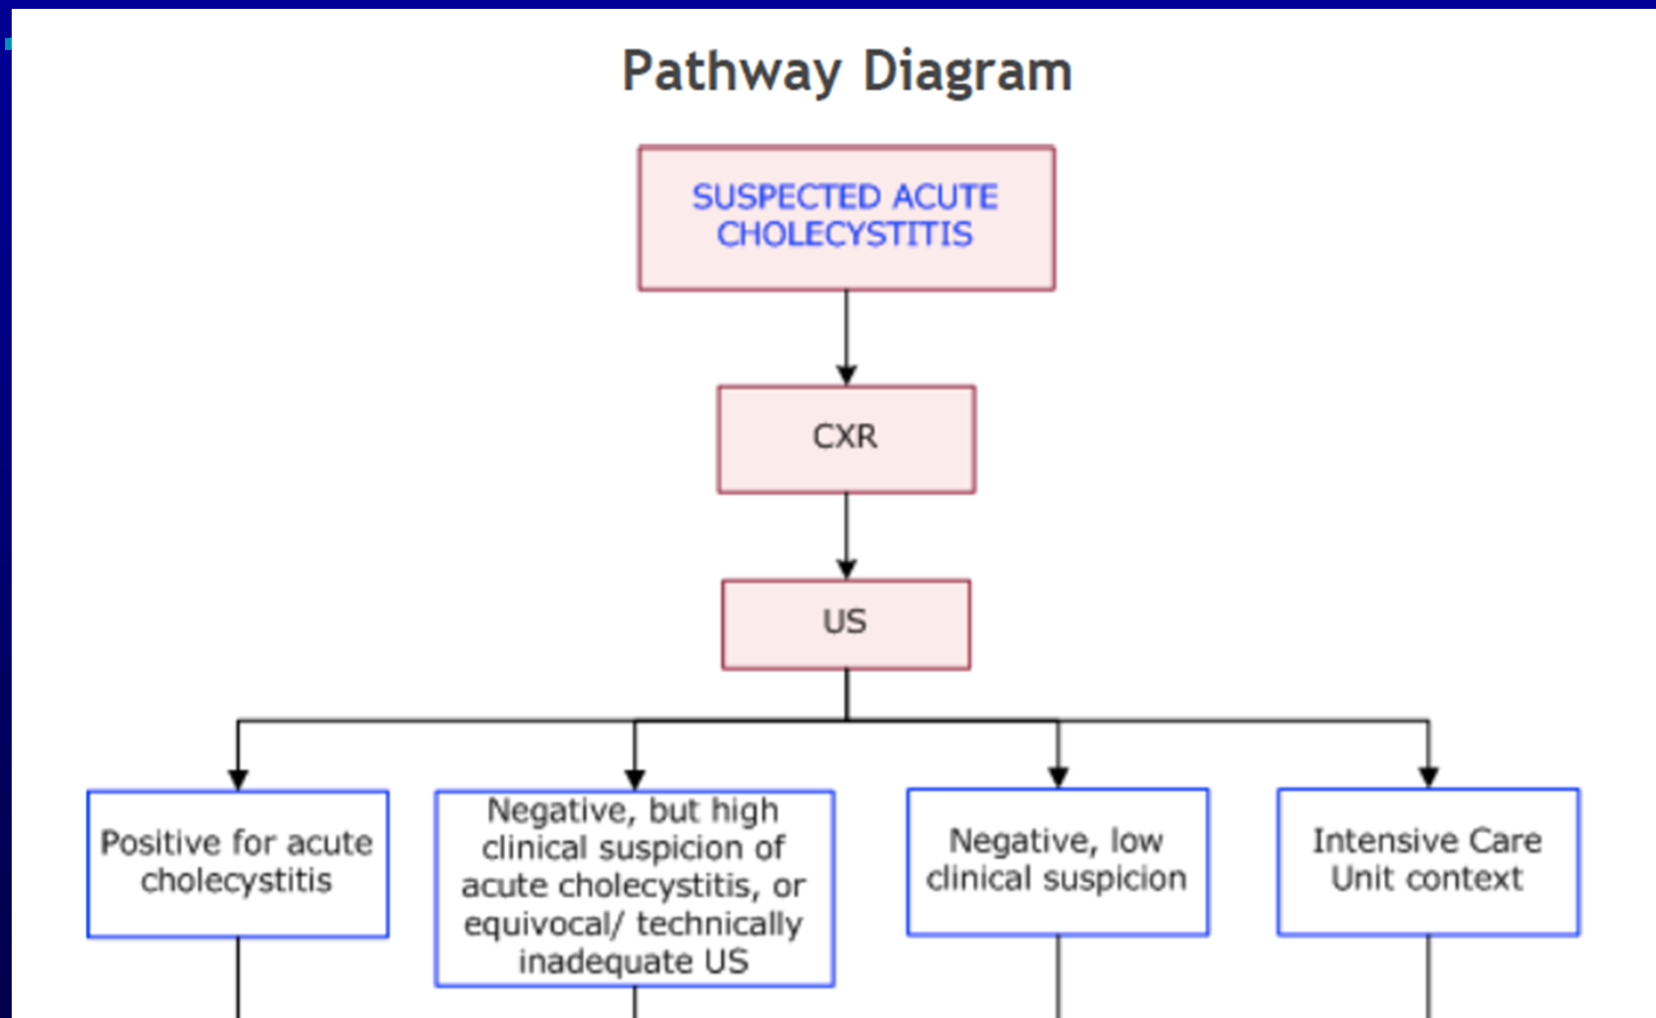 Pathway Diagram
SUSPECTED ACUTE
CHOLECYSTITIS
CXR
US
Positive for acute
cholecystitis
Negative, but high
clinical suspicion of
acute cholecystitis, or
equivocal/ technically
inadequate US
Negative, low
clinical suspicion
Intensive Care
Unit context